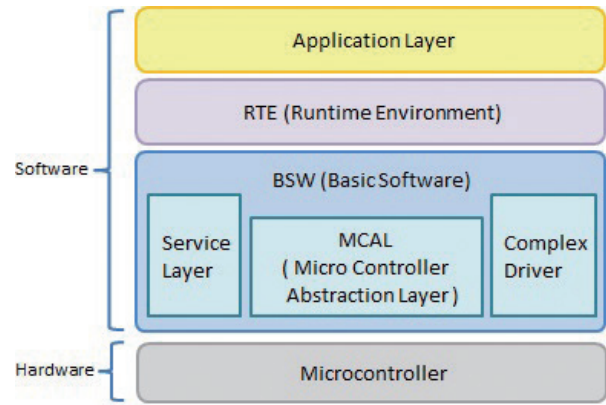 Application Layer
RTE (Runtime Environment)
Software
BSW (Basic Software)
Service
Layer
MCAL
( Micro Controller
Abstraction Layer )
Complex
Driver
Hardware
Microcontroller